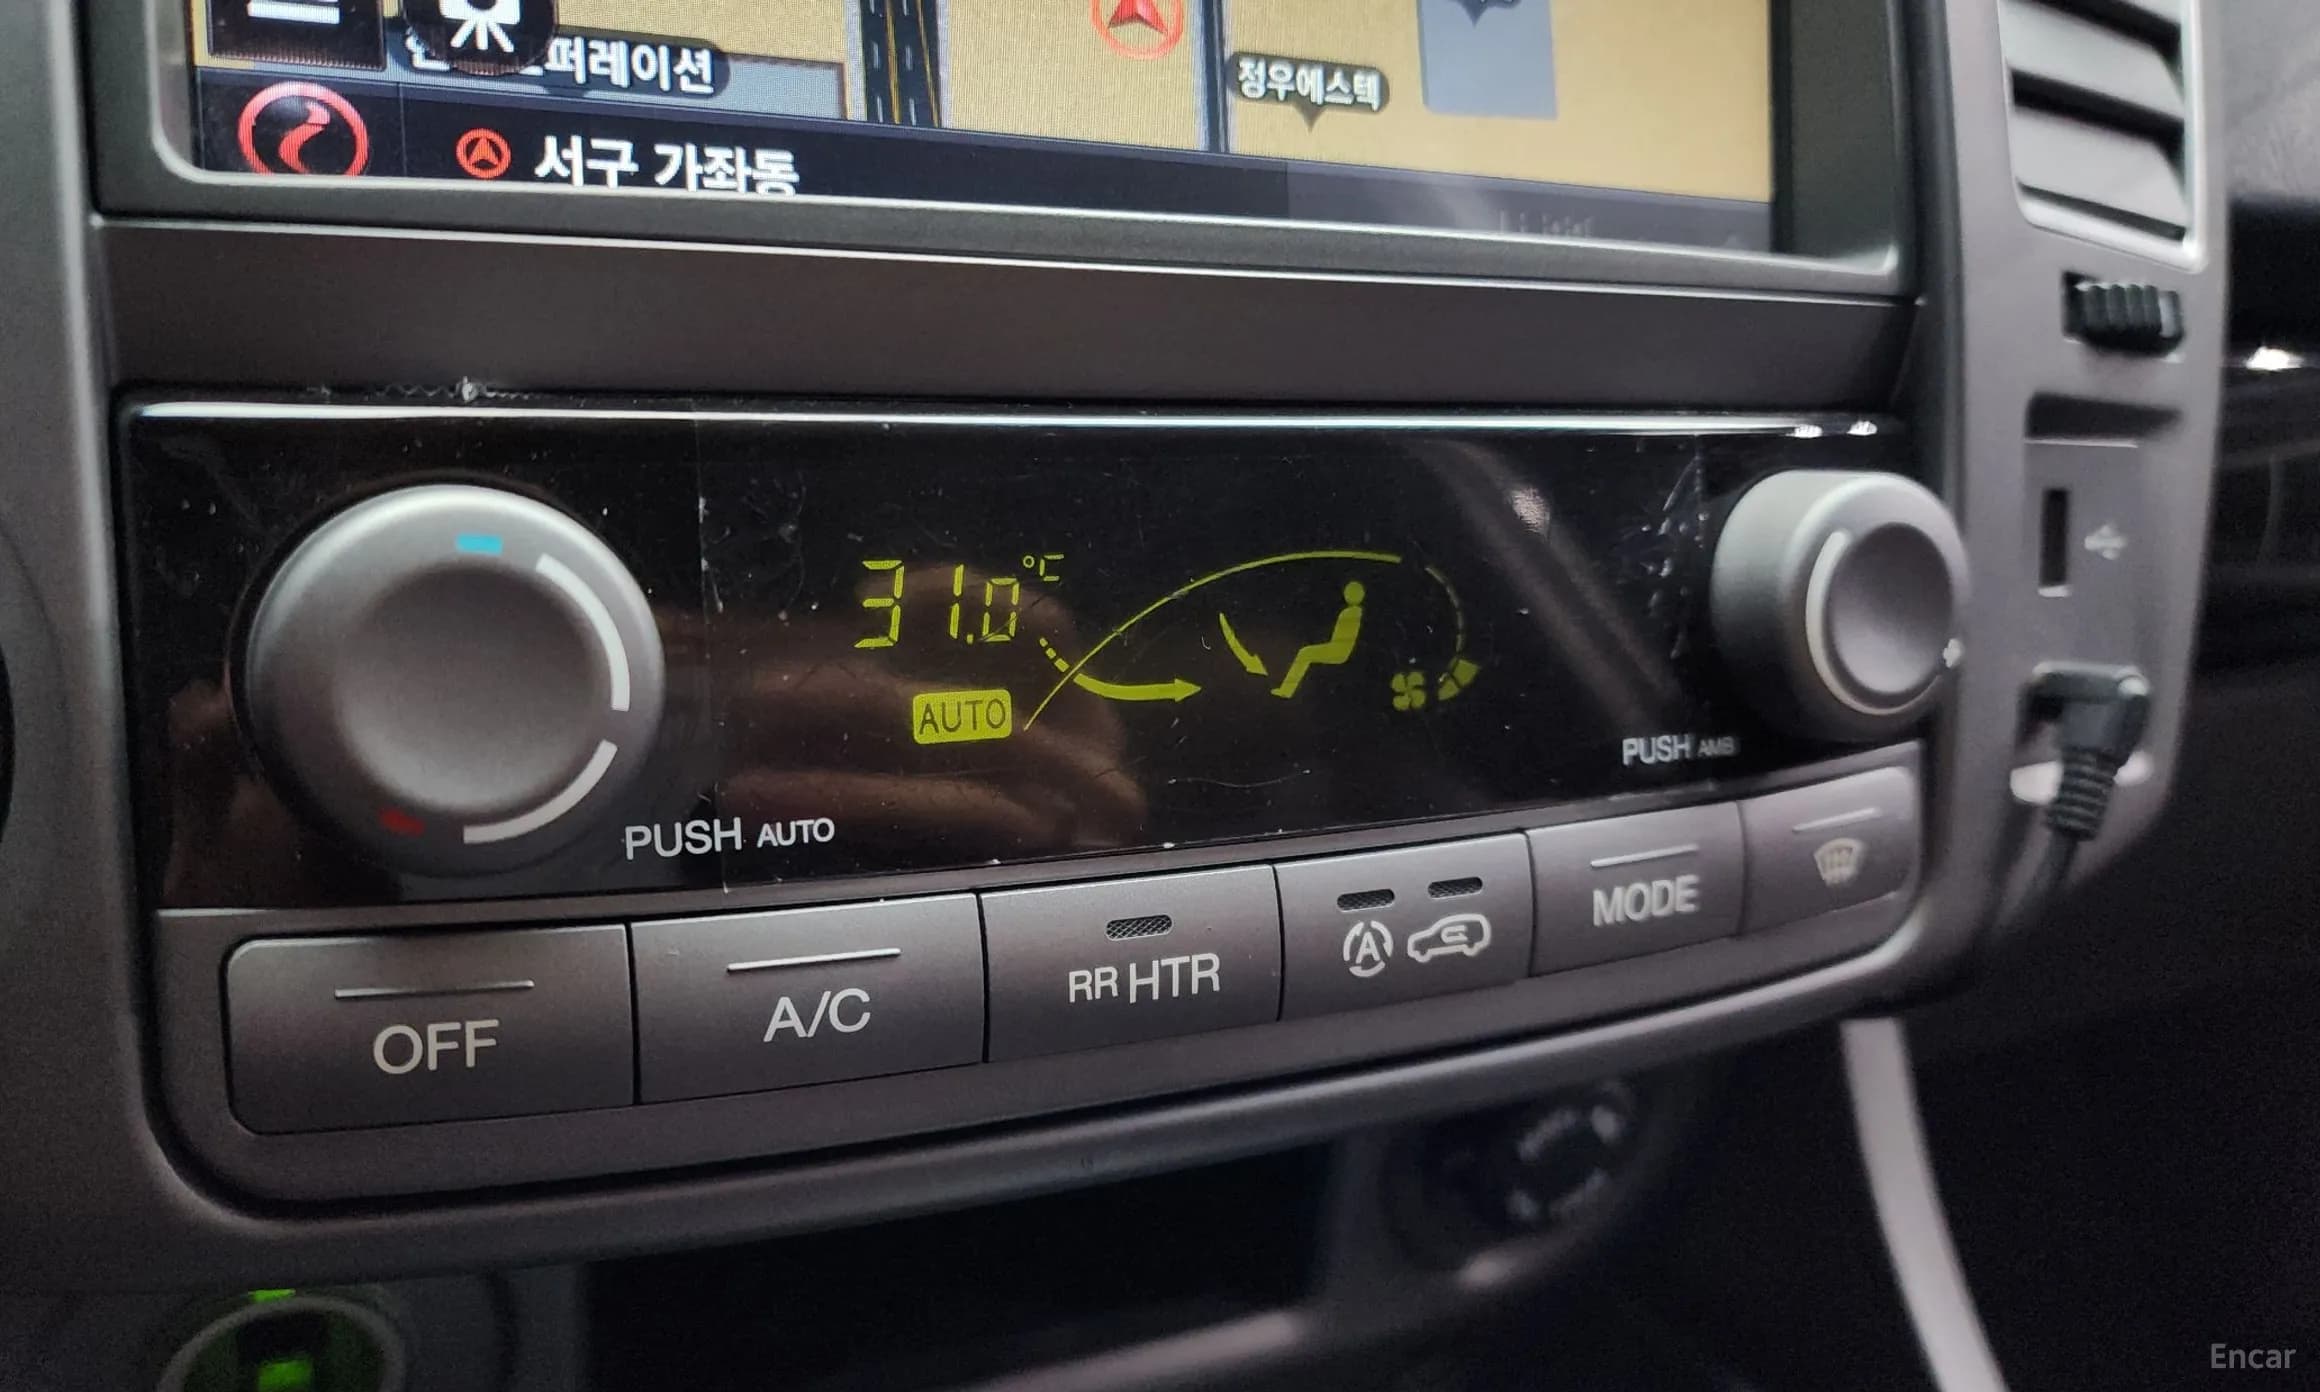 퍼레이션
정우에스텍
서구 가좌동
31.0°C
AUTO
PUSH AUTO
PUSH AMB
OFF
A/C
RR HTR
A
MODE
Encar